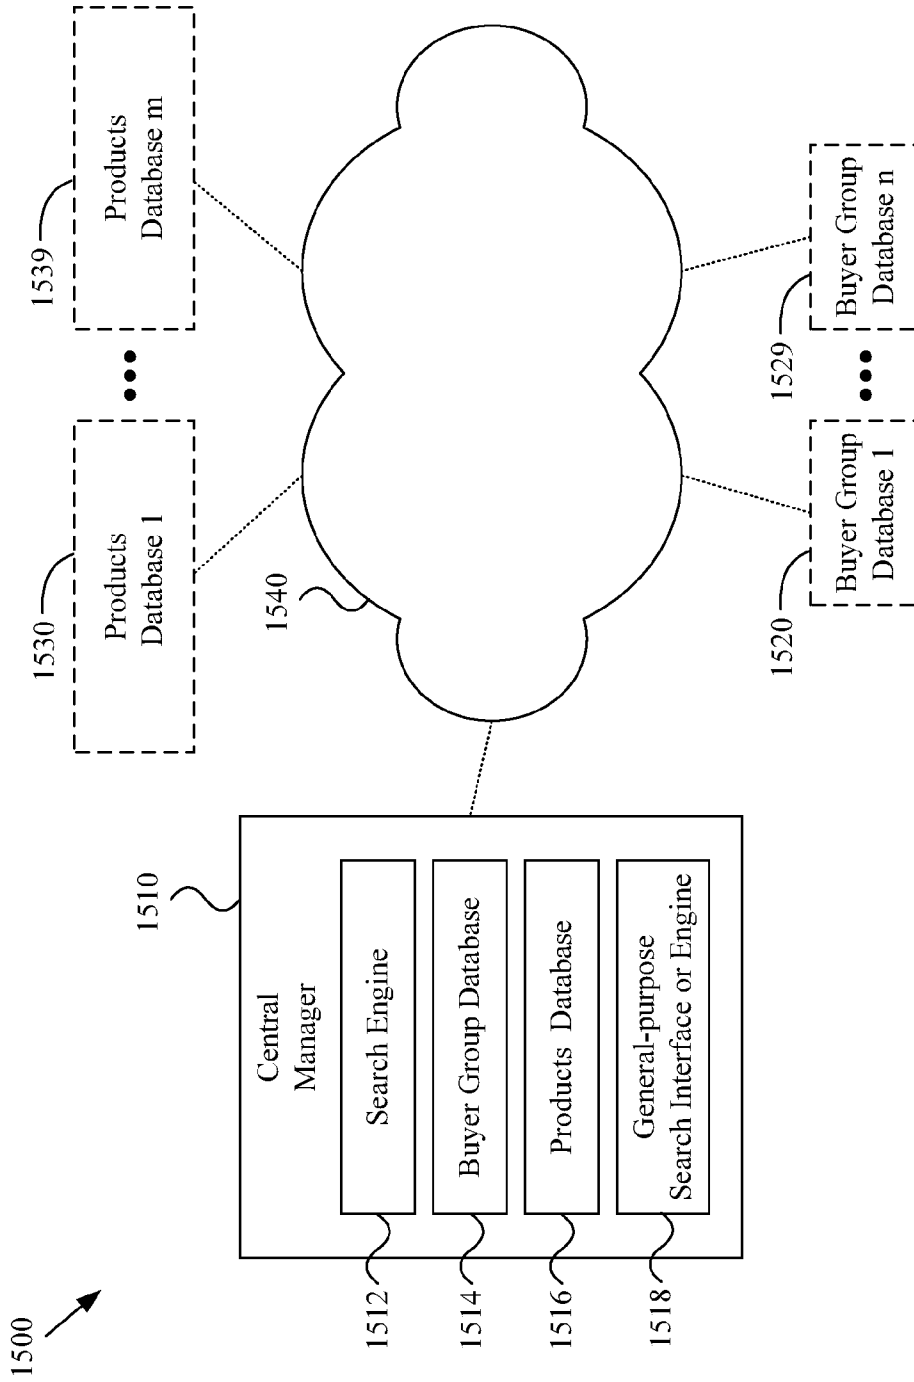 1500
1510
Central
Manager
1512
Search Engine
1514
Buyer Group Database
1516
Products Database
1518
General-purpose
Search Interface or Engine
1540
1530
Products
Database 1
1539
Products
Database m
1520
Buyer Group
Database 1
1529
Buyer Group
Database n